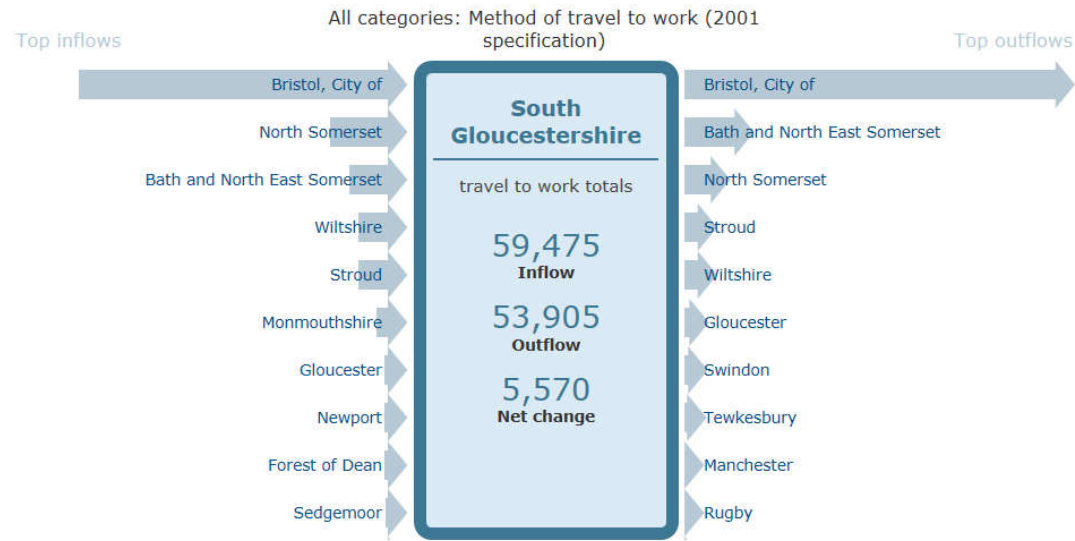 All categories: Method of travel to work (2001
specification)
Top inflows
Top outflows
Bristol, City of
North Somerset
Bath and North East Somerset
Wiltshire
Stroud
Monmouthshire
Gloucester
Newport
Forest of Dean
Sedgemoor
South
Gloucestershire
travel to work totals
59,475
Inflow
53,905
Outflow
5,570
Net change
Bristol, City of
Bath and North East Somerset
North Somerset
Stroud
Wiltshire
Gloucester
Swindon
Tewkesbury
Manchester
Rugby